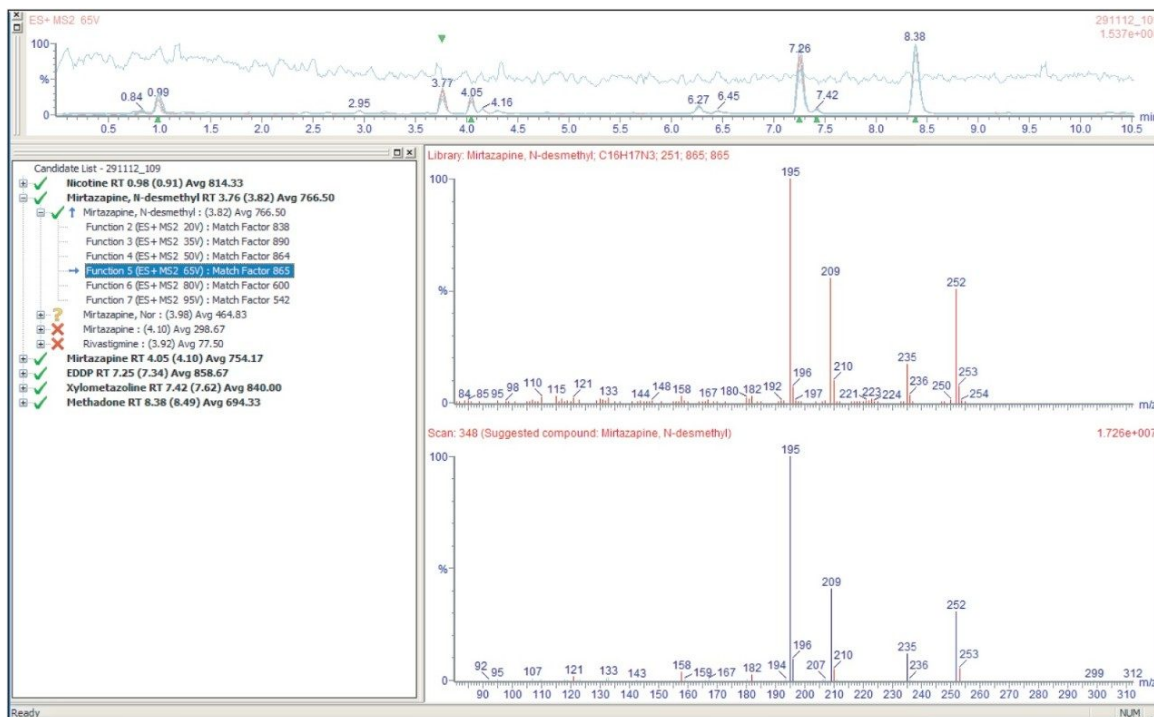 ES+ MS2 65V
291112_109
1.537e+00
100
%
0
0.84
0.99
2.95
3.77
4.05
4.16
6.27
6.45
7.26
7.42
8.38
0.5 1.0 1.5 2.0 2.5 3.0 3.5 4.0 4.5 5.0 5.5 6.0 6.5 7.0 7.5 8.0 8.5 9.0 9.5 10.0 10.5 min
Candidate List - 291112_109
Nicotine RT 0.98 (0.91) Avg 814.33
Mirtazapine, N-desmethyl RT 3.76 (3.82) Avg 766.50
Mirtazapine, N-desmethyl : (3.82) Avg 766.50
Function 2 (ES+ MS2 20V) : Match Factor 838
Function 3 (ES+ MS2 35V) : Match Factor 890
Function 4 (ES+ MS2 50V) : Match Factor 864
Function 5 (ES+ MS2 65V) : Match Factor 865
Function 6 (ES+ MS2 80V) : Match Factor 600
Function 7 (ES+ MS2 95V) : Match Factor 542
? Mirtazapine, Nor : (3.98) Avg 464.83
Mirtazapine : (4.10) Avg 298.67
Rivastigmine : (3.92) Avg 77.50
Mirtazapine RT 4.05 (4.10) Avg 754.17
EDDP RT 7.25 (7.34) Avg 858.67
Xylometazoline RT 7.42 (7.62) Avg 840.00
Methadone RT 8.38 (8.49) Avg 694.33
Library: Mirtazapine, N-desmethyl; C16H17N3; 251; 865; 865
100
%
0
195
209
252
235
210
196
253
236
84 85 95 98 110 115 121 133 144 148 158 167 180 182 192 197 221 223 224 250 254
m/z
Scan: 348 (Suggested compound: Mirtazapine, N-desmethyl)
1.726e+007
100
%
0
195
209
252
235
196
210
253
236
92 95 107 121 133 143 158 159 167 182 194 207 299 312
m/z
90 100 110 120 130 140 150 160 170 180 190 200 210 220 230 240 250 260 270 280 290 300 310
Ready
NUM